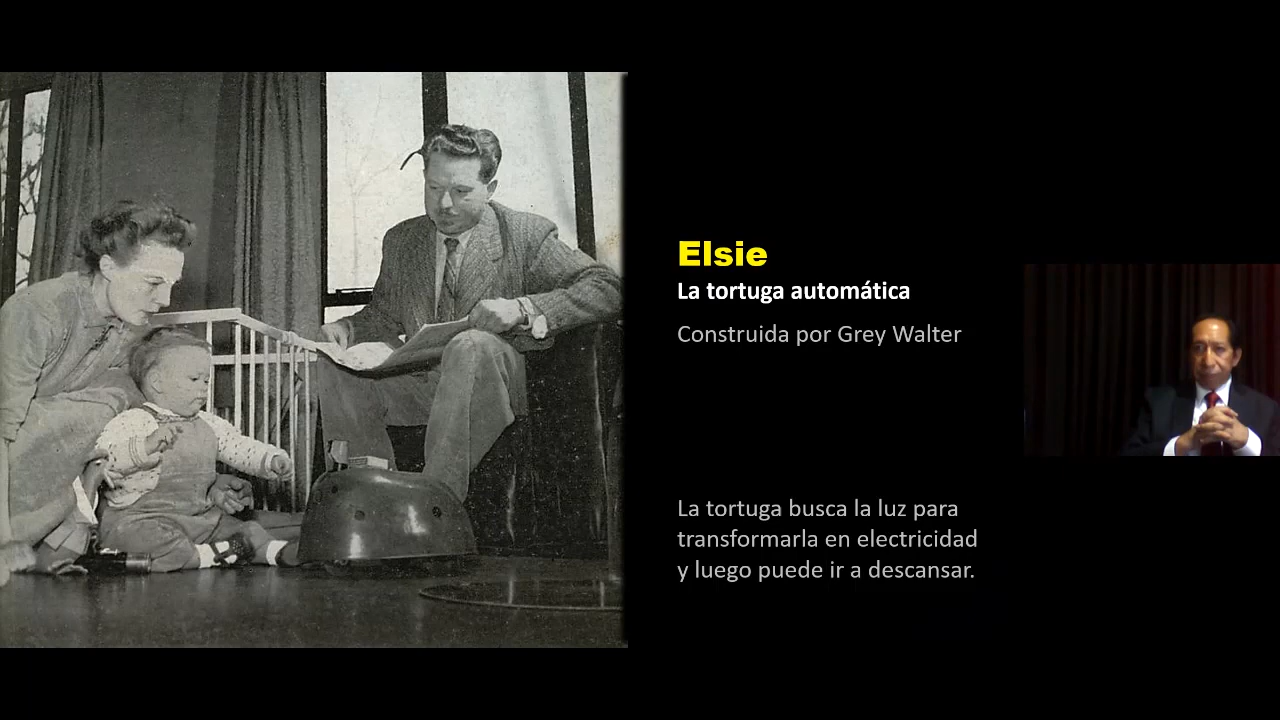 Elsie
La tortuga automática
Construida por Grey Walter
La tortuga busca la luz para
transformarla en electricidad
y luego puede ir a descansar.